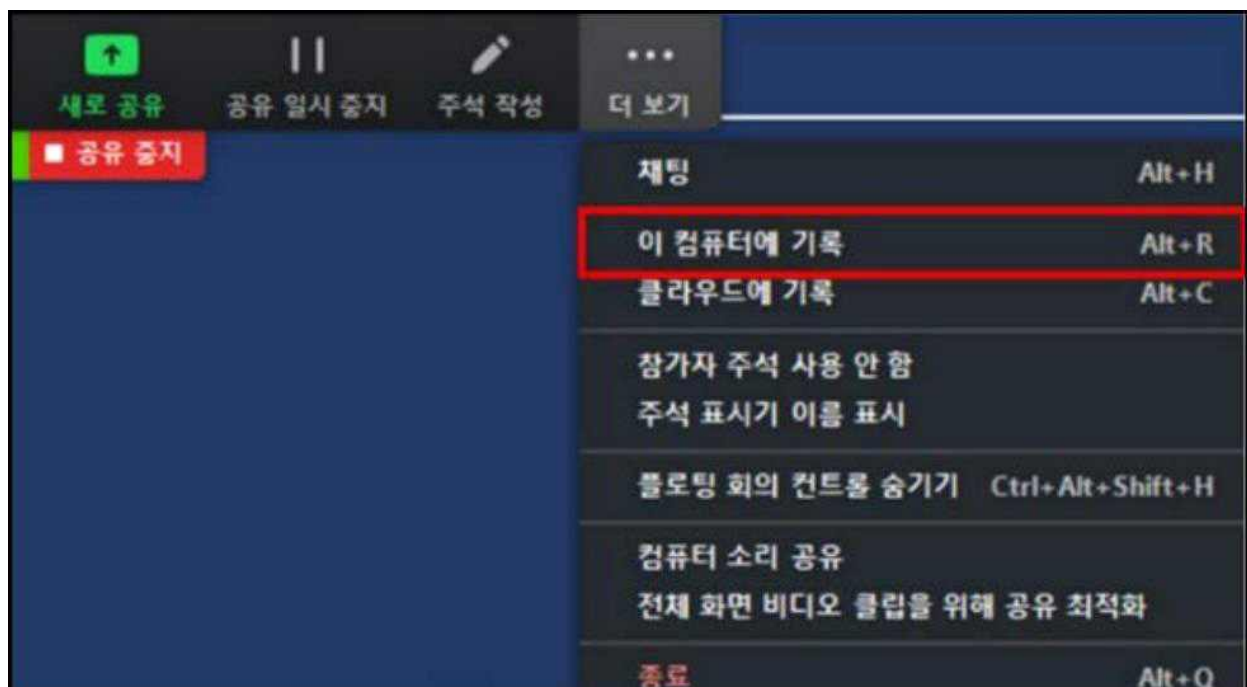 새로 공유
공유 일시 중지
주석 작성
더 보기
공유 중지
채팅 Alt+H
이 컴퓨터에 기록 Alt+R
클라우드에 기록 Alt+C
참가자 주석 사용 안 함
주석 표시기 이름 표시
플로팅 회의 컨트롤 숨기기 Ctrl+Alt+Shift+H
컴퓨터 소리 공유
전체 화면 비디오 클립을 위해 공유 최적화
종료 Alt+Q